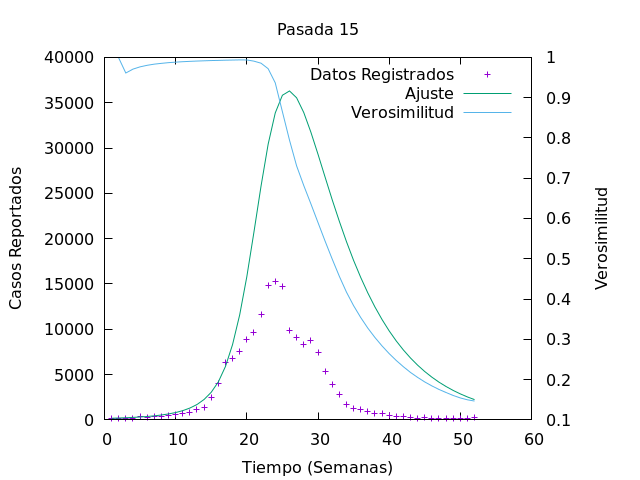 Pasada 15
40000
35000
30000
25000
20000
15000
10000
5000
0
1
0.9
0.8
0.7
0.6
0.5
0.4
0.3
0.2
0.1
0 10 20 30 40 50 60
Casos Reportados
Verosimilitud
Tiempo (Semanas)
Datos Registrados
Ajuste
Verosimilitud